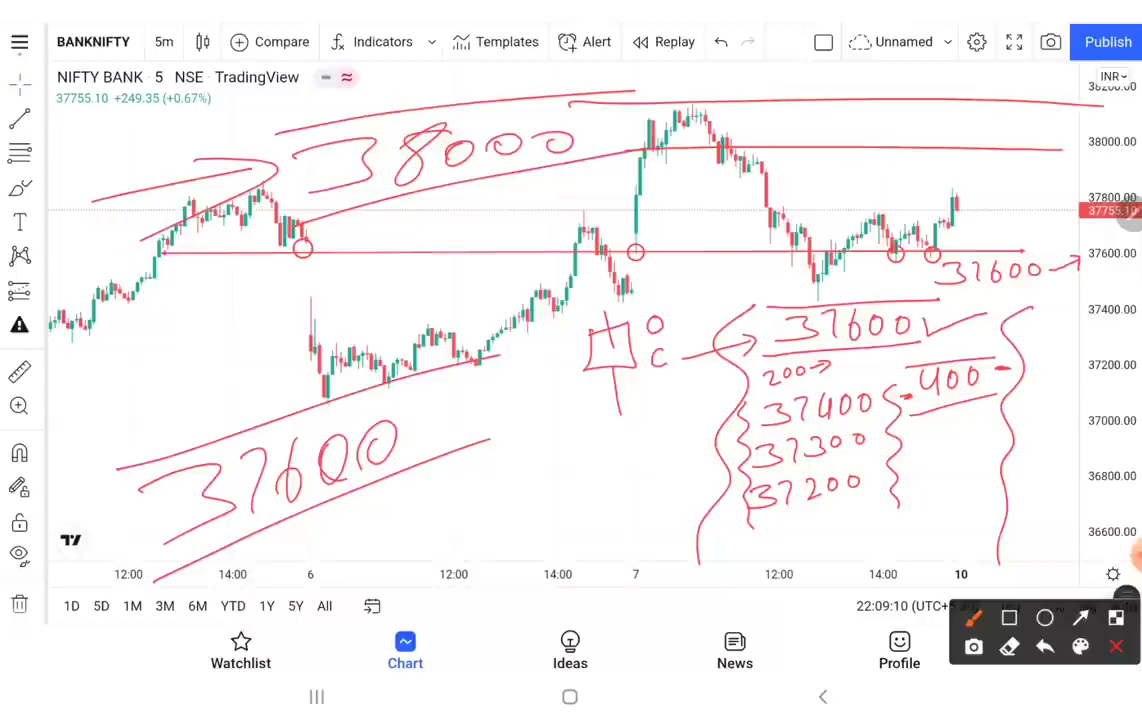 BANKNIFTY 5m Compare Indicators Templates Alert Replay Unnamed Publish
NIFTY BANK · 5 NSE TradingView
37755.10 +249.35 (+0.67%)
INR
38000.00
37800.00
37755.10
37600.00
37400.00
37200.00
37000.00
36800.00
36600.00
38000
37600
O
C
37600
37600
200
400
37400
37300
37200
12:00 14:00 6 12:00 14:00 7 12:00 14:00 10
1D 5D 1M 3M 6M YTD 1Y 5Y All
22:09:10 (UTC+5
Watchlist Chart Ideas News Profile